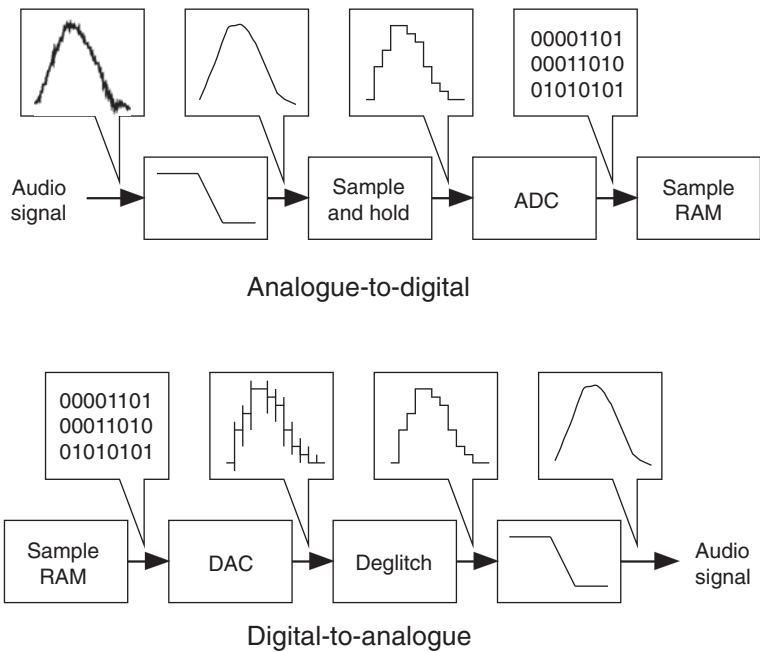 00001101
00011010
01010101
Audio
signal
Sample
and hold
ADC
Sample
RAM
Analogue-to-digital
00001101
00011010
01010101
Sample
RAM
DAC
Deglitch
Audio
signal
Digital-to-analogue